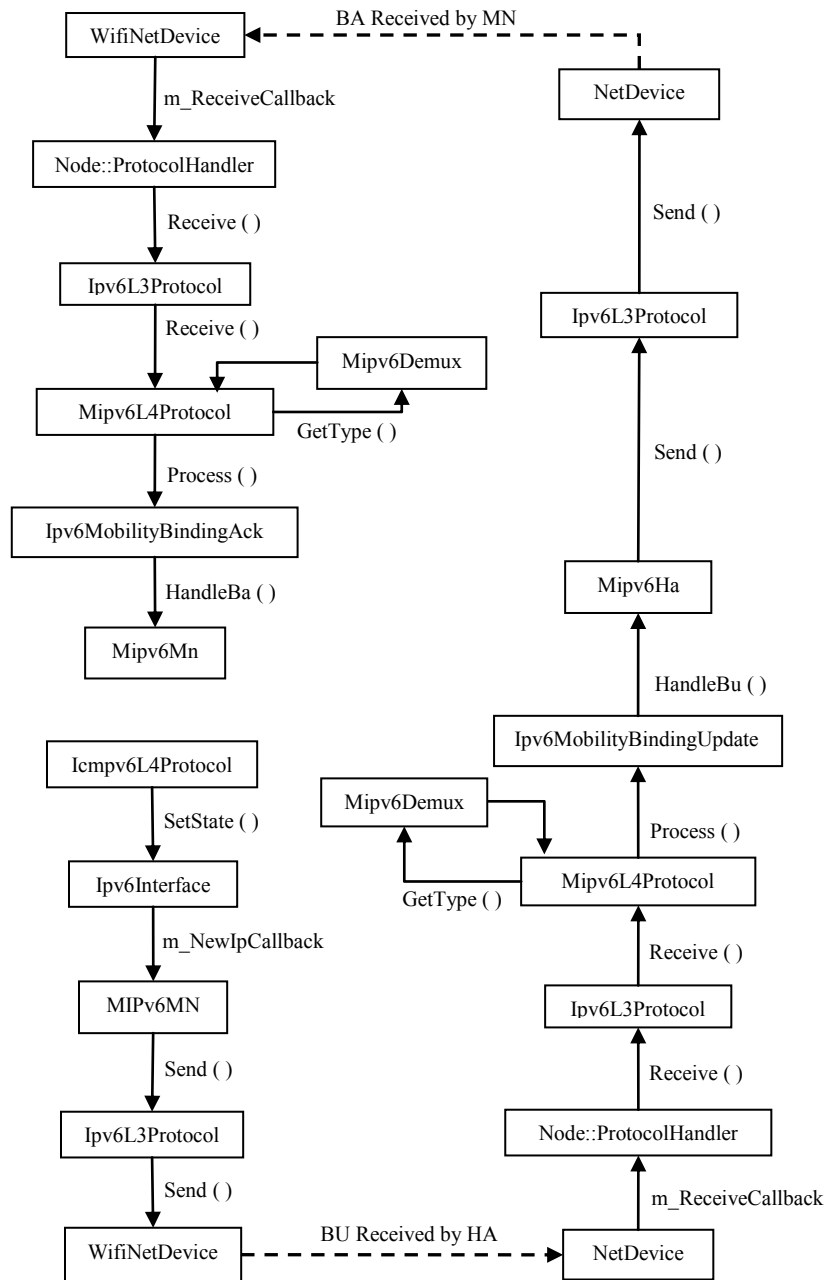 BA Received by MN
WifiNetDevice
NetDevice
m_ReceiveCallback
Node::ProtocolHandler
Send ( )
Receive ( )
Ipv6L3Protocol
Ipv6L3Protocol
Receive ( )
Mipv6Demux
Mipv6L4Protocol
GetType ( )
Send ( )
Process ( )
Ipv6MobilityBindingAck
Mipv6Ha
HandleBa ( )
Mipv6Mn
HandleBu ( )
Ipv6MobilityBindingUpdate
Icmpv6L4Protocol
Mipv6Demux
SetState ( )
Process ( )
Ipv6Interface
Mipv6L4Protocol
GetType ( )
m_NewIpCallback
Receive ( )
MIPv6MN
Ipv6L3Protocol
Send ( )
Receive ( )
Ipv6L3Protocol
Node::ProtocolHandler
Send ( )
m_ReceiveCallback
BU Received by HA
WifiNetDevice
NetDevice